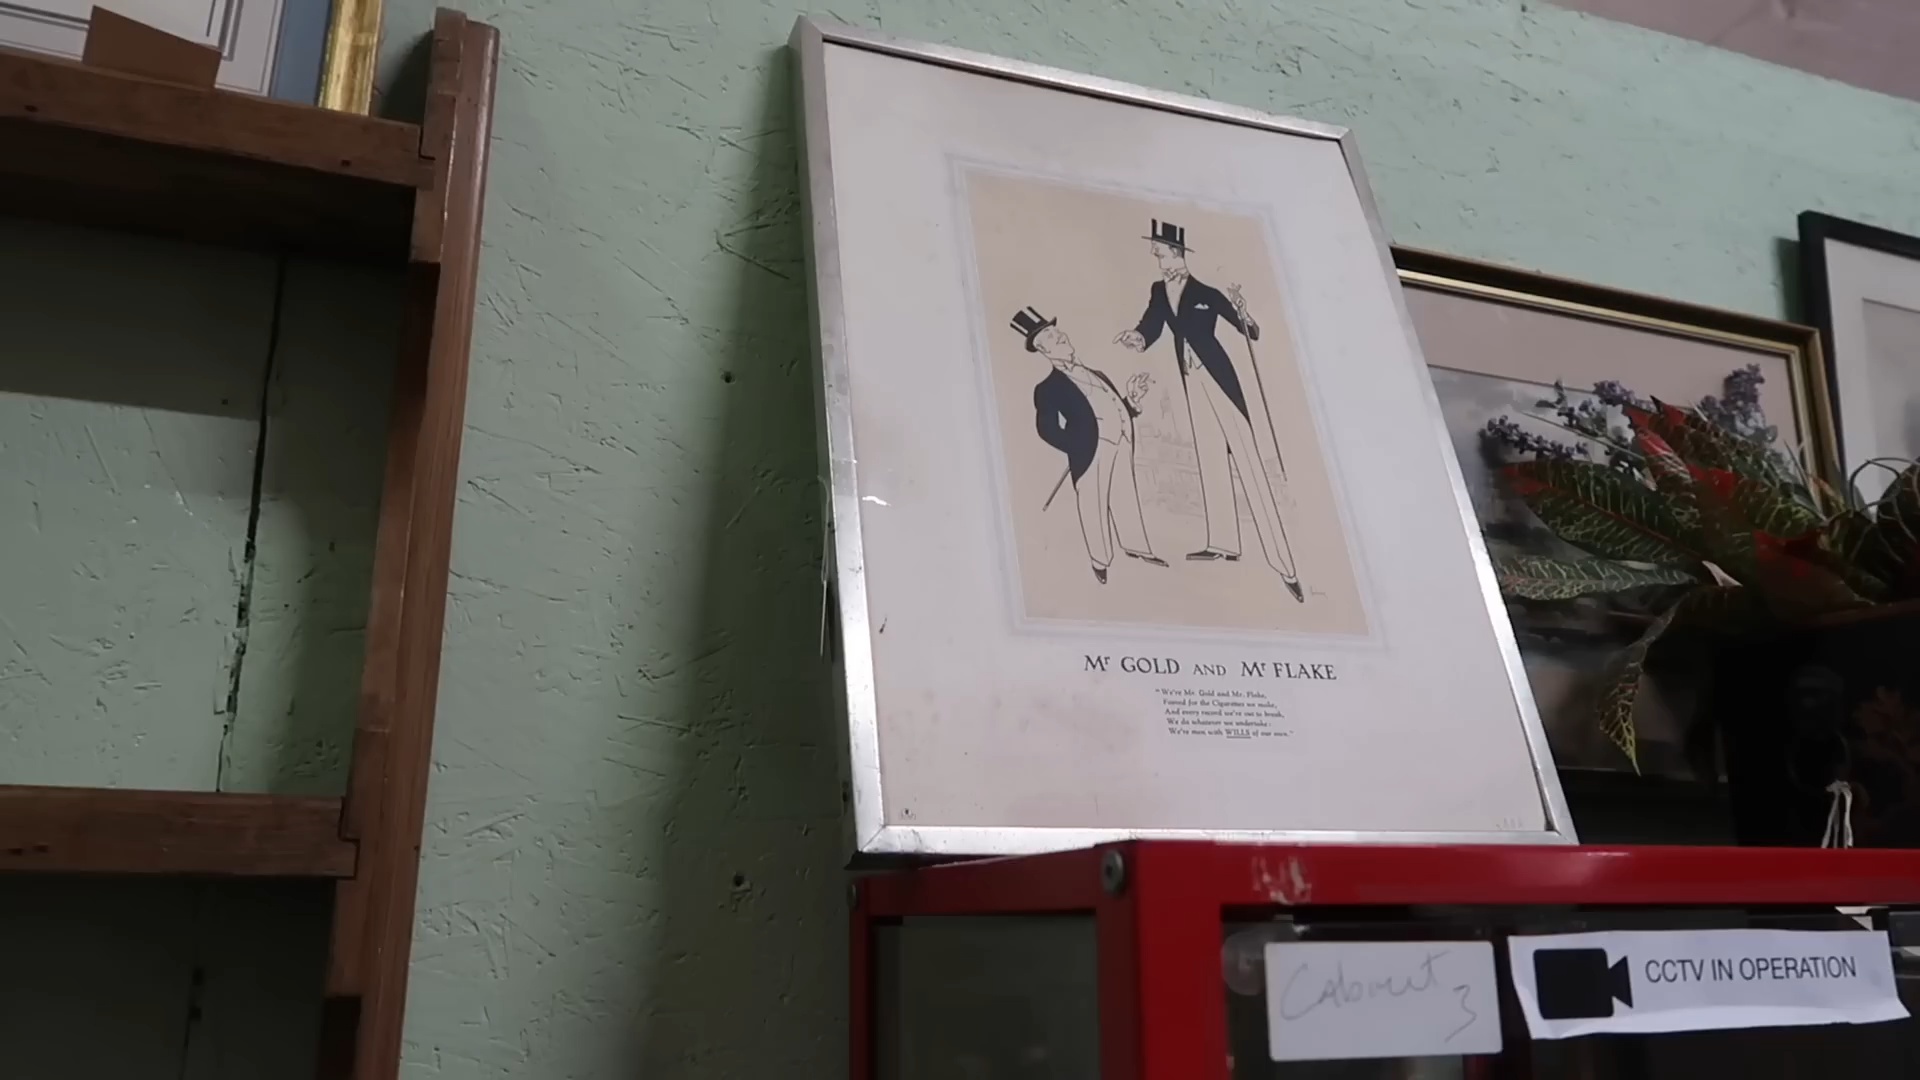 Mr GOLD AND Mr FLAKE
"We're Mr. Gold and Mr. Flake,
Famed for the Cigarettes we make,
And every record we're out to break,
We do whatever we undertake:
We're men with WILLS of our own."
Cabinet 3
CCTV IN OPERATION